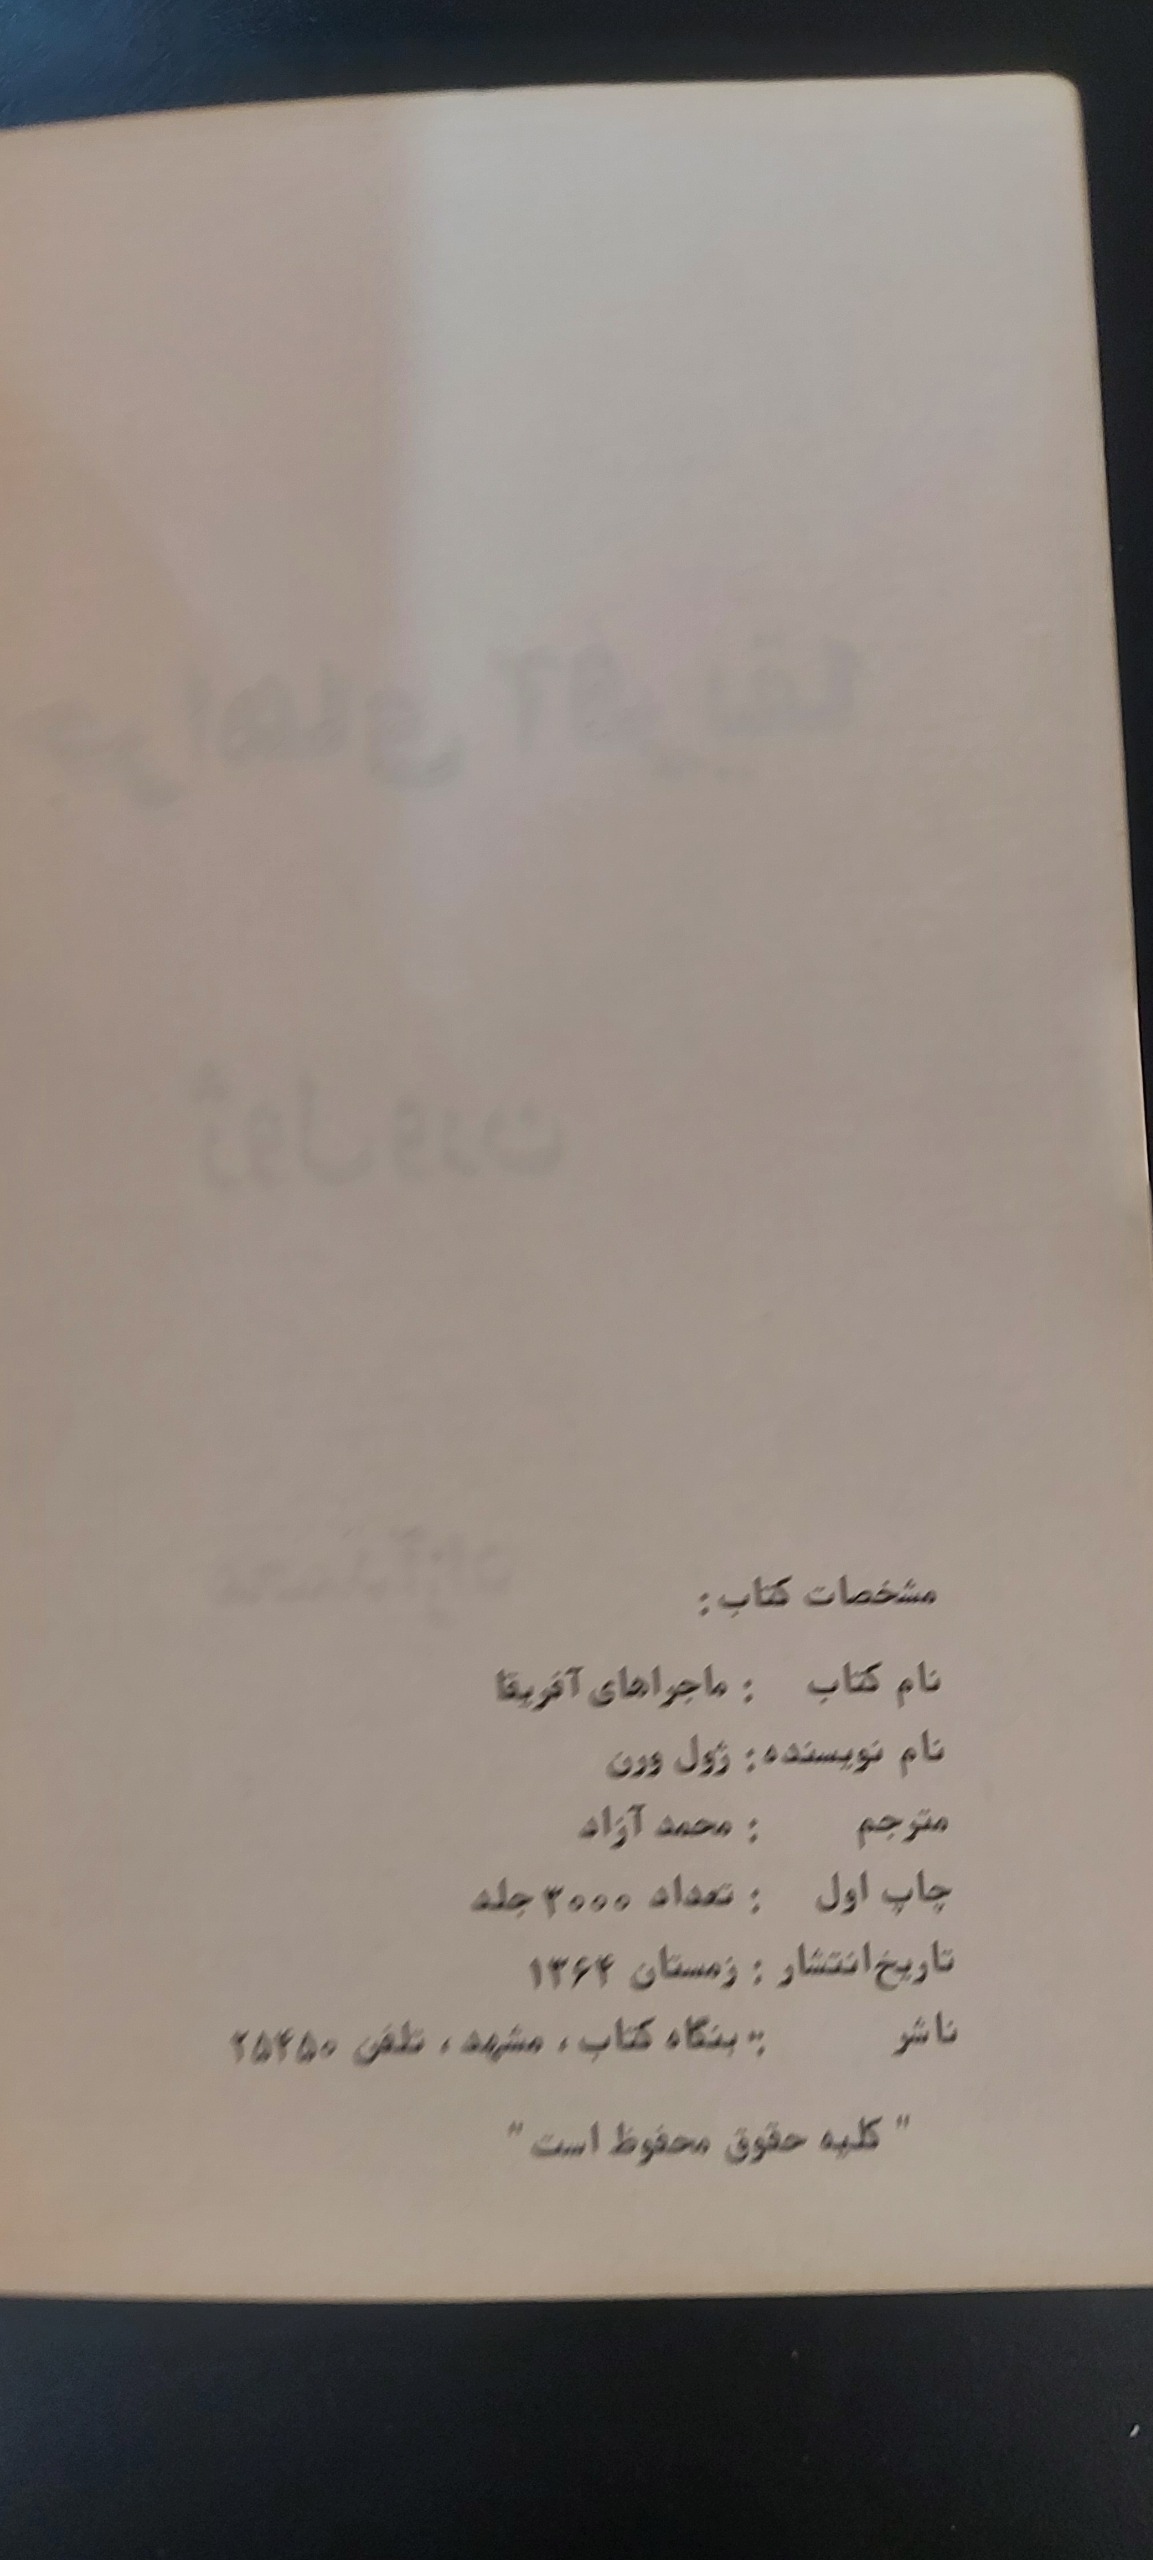 مشخصات کتاب:
نام کتاب : ماجراهای آفریقا
نام نویسنده: ژول ورن
مترجم : محمد آزاد
چاپ اول : تعداد ۳۰۰۰ جلد
تاریخ انتشار : زمستان ۱۳۶۴
ناشر : بنگاه کتاب، مشهد، تلفن ۲۵۴۵۰
" کلیه حقوق محفوظ است "